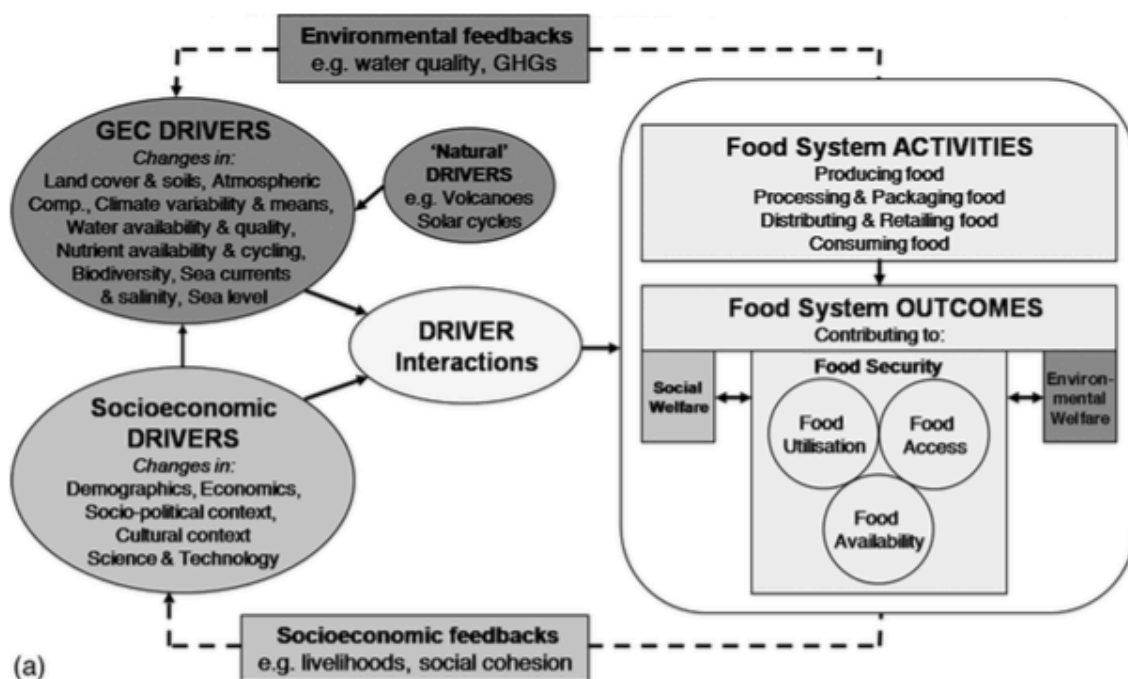 Environmental feedbacks
e.g. water quality, GHGs
GEC DRIVERS
Changes in:
Land cover & soils, Atmospheric
Comp., Climate variability & means,
Water availability & quality,
Nutrient availability & cycling,
Biodiversity, Sea currents
& salinity, Sea level
'Natural'
DRIVERS
e.g. Volcanoes
Solar cycles
Socioeconomic
DRIVERS
Changes in:
Demographics, Economics,
Socio-political context,
Cultural context
Science & Technology
DRIVER
Interactions
Food System ACTIVITIES
Producing food
Processing & Packaging food
Distributing & Retailing food
Consuming food
Food System OUTCOMES
Contributing to:
Social
Welfare
Food Security
Food
Utilisation
Food
Access
Food
Availability
Environ-
mental
Welfare
Socioeconomic feedbacks
e.g. livelihoods, social cohesion
(a)